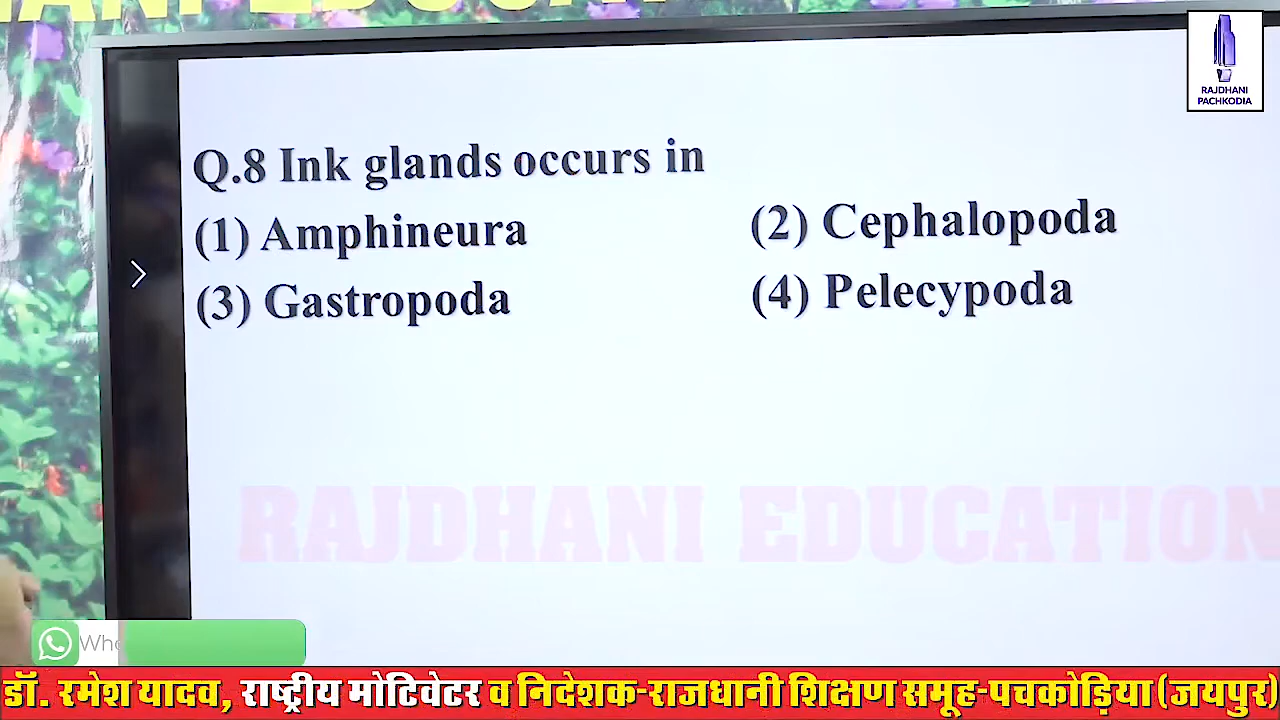 RAJDHANI
PACHKODIA
Q.8 Ink glands occurs in
(1) Amphineura
(2) Cephalopoda
(3) Gastropoda
(4) Pelecypoda
RAJDHANI EDUCATION
डॉ. रमेश यादव, राष्ट्रीय मोटिवेटर व निदेशक-राजधानी शिक्षण समूह-पचकोड़िया (जयपुर)